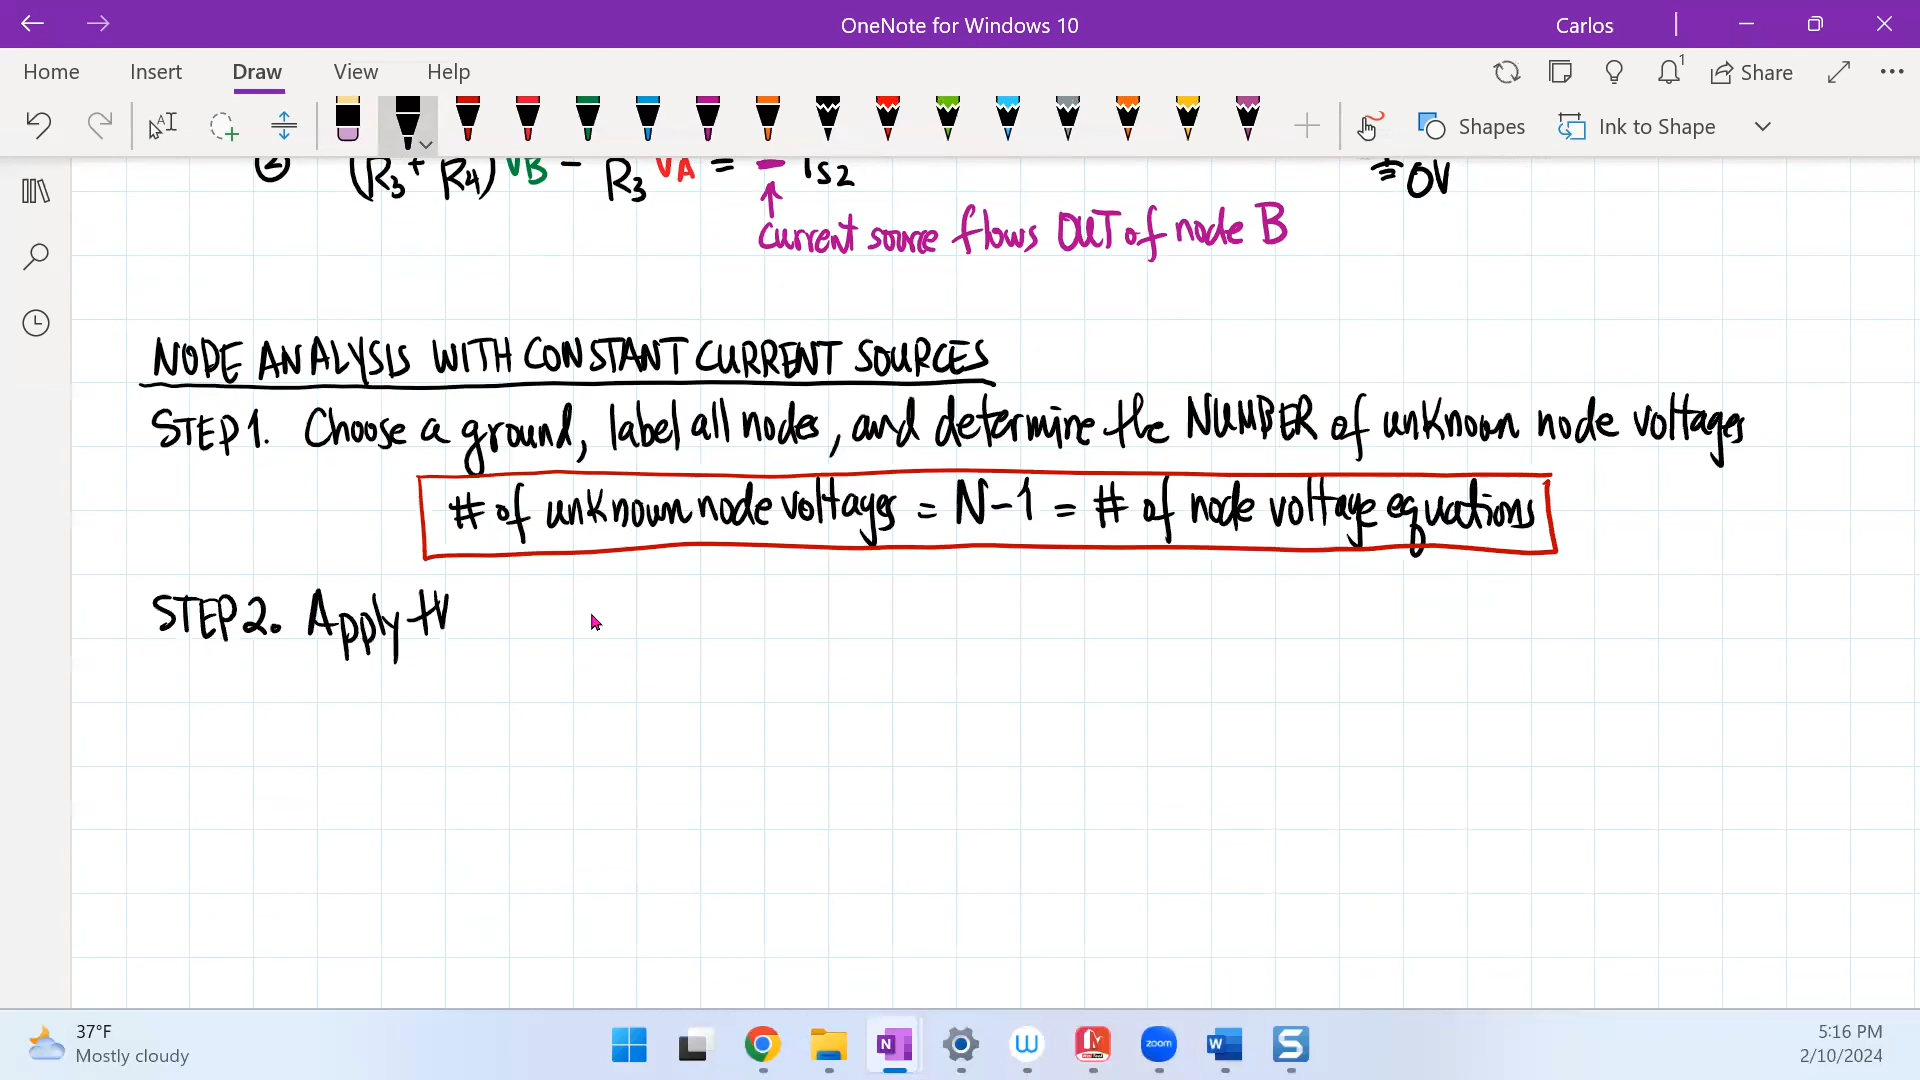 OneNote for Windows 10
Carlos
Home Insert Draw View Help
1
Share
Shapes Ink to Shape
② (R3 + R4) VB - R3 VA = - is2
= 0V
↑
current source flows OUT of node B
NODE ANALYSIS WITH CONSTANT CURRENT SOURCES
STEP 1. Choose a ground, label all nodes, and determine the NUMBER of unknown node voltages
# of unknown node voltages = N-1 = # of node voltage equations
STEP 2. Apply
37°F
Mostly cloudy
zoom
5:16 PM
2/10/2024